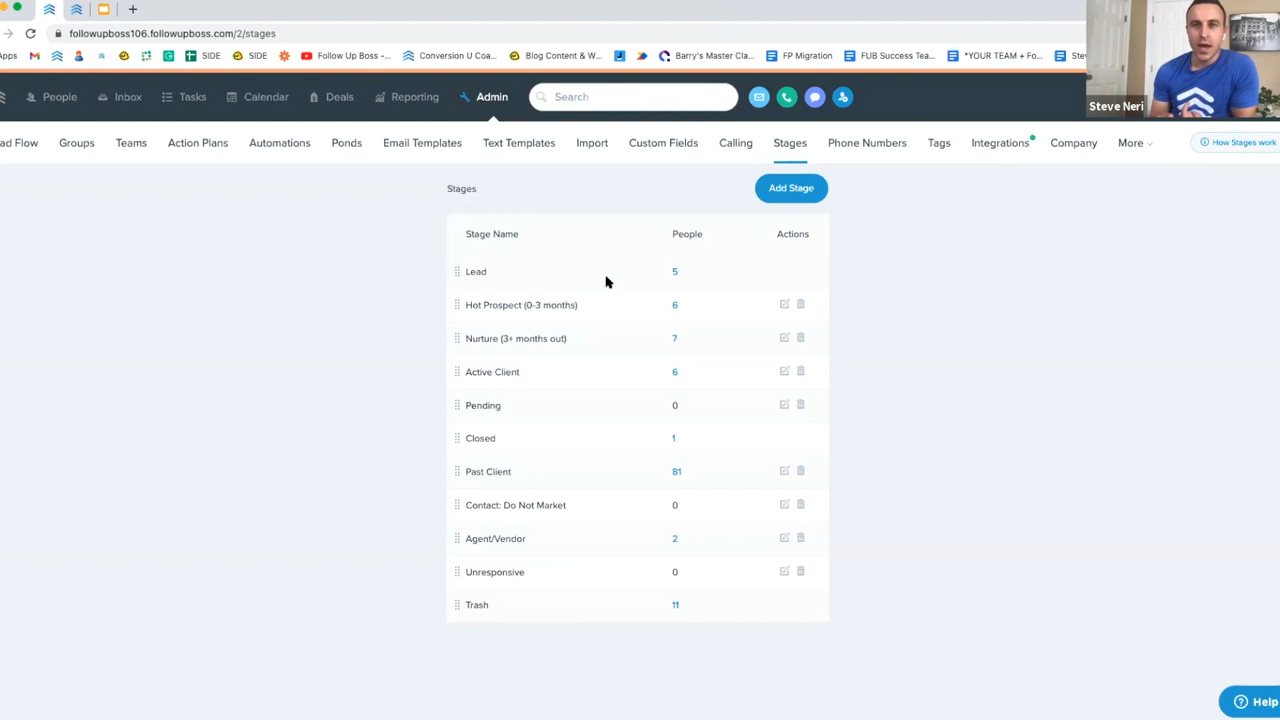 followupboss106.followupboss.com/2/stages
Apps SIDE SIDE Follow Up Boss -... Conversion U Coa... Blog Content & W... Barry's Master Cla... FP Migration FUB Success Tea... *YOUR TEAM + Fo... Ste
People Inbox Tasks Calendar Deals Reporting Admin Search
Steve Neri
ad Flow Groups Teams Action Plans Automations Ponds Email Templates Text Templates Import Custom Fields Calling Stages Phone Numbers Tags Integrations Company More How Stages work
Stages Add Stage
Stage Name People Actions
Lead 5
Hot Prospect (0-3 months) 6
Nurture (3+ months out) 7
Active Client 6
Pending 0
Closed 1
Past Client 81
Contact: Do Not Market 0
Agent/Vendor 2
Unresponsive 0
Trash 11
Help